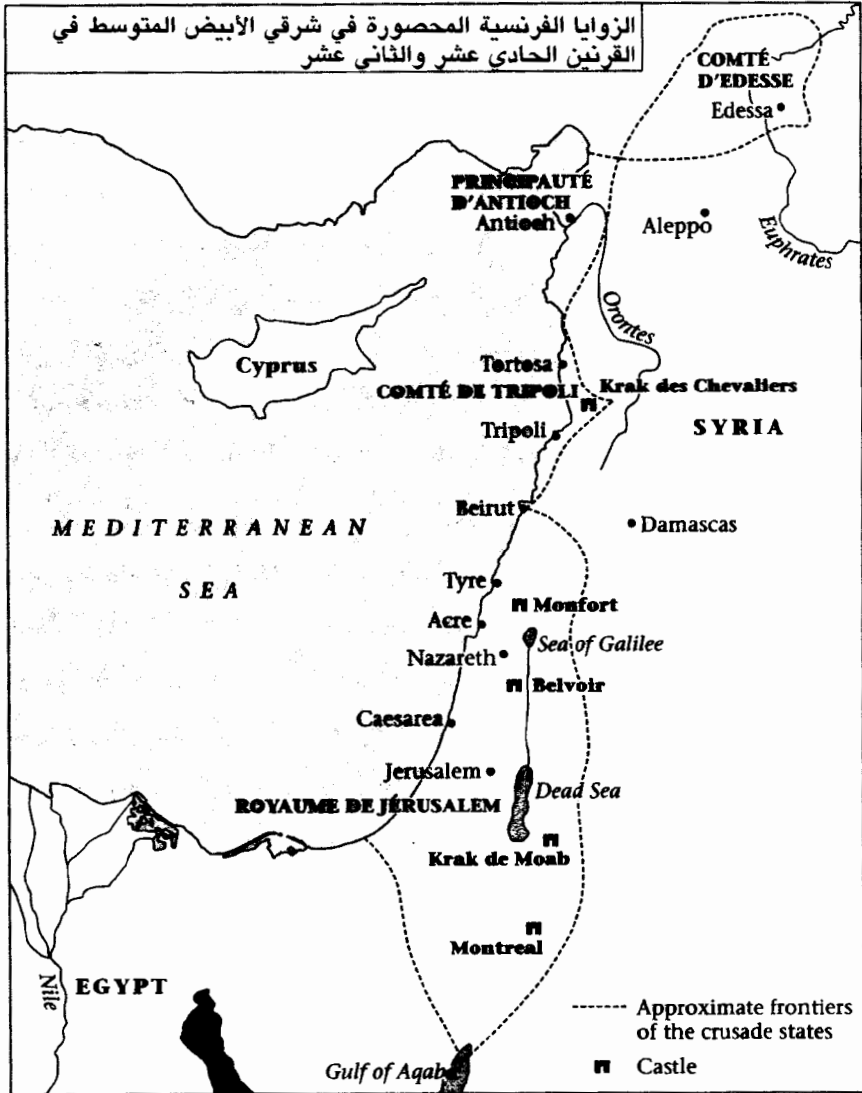 الزوايا الفرنسية المحصورة في شرقي الأبيض المتوسط في
القرنين الحادي عشر والثاني عشر
COMTÉ
D'EDESSE
Edessa
PRINCIPAUTÉ
D'ANTIOCH
Antioch
Aleppo
Euphrates
Orontes
Cyprus
Tortosa
COMTÉ DE TRIPOLI
Krak des Chevaliers
Tripoli
SYRIA
Beirut
MEDITERRANEAN
SEA
Damascas
Tyre
Monfort
Acre
Sea of Galilee
Nazareth
Belvoir
Caesarea
Jerusalem
Dead Sea
ROYAUME DE JÉRUSALEM
Krak de Moab
Montreal
Nile
EGYPT
Approximate frontiers
of the crusade states
Gulf of Aqab
Castle